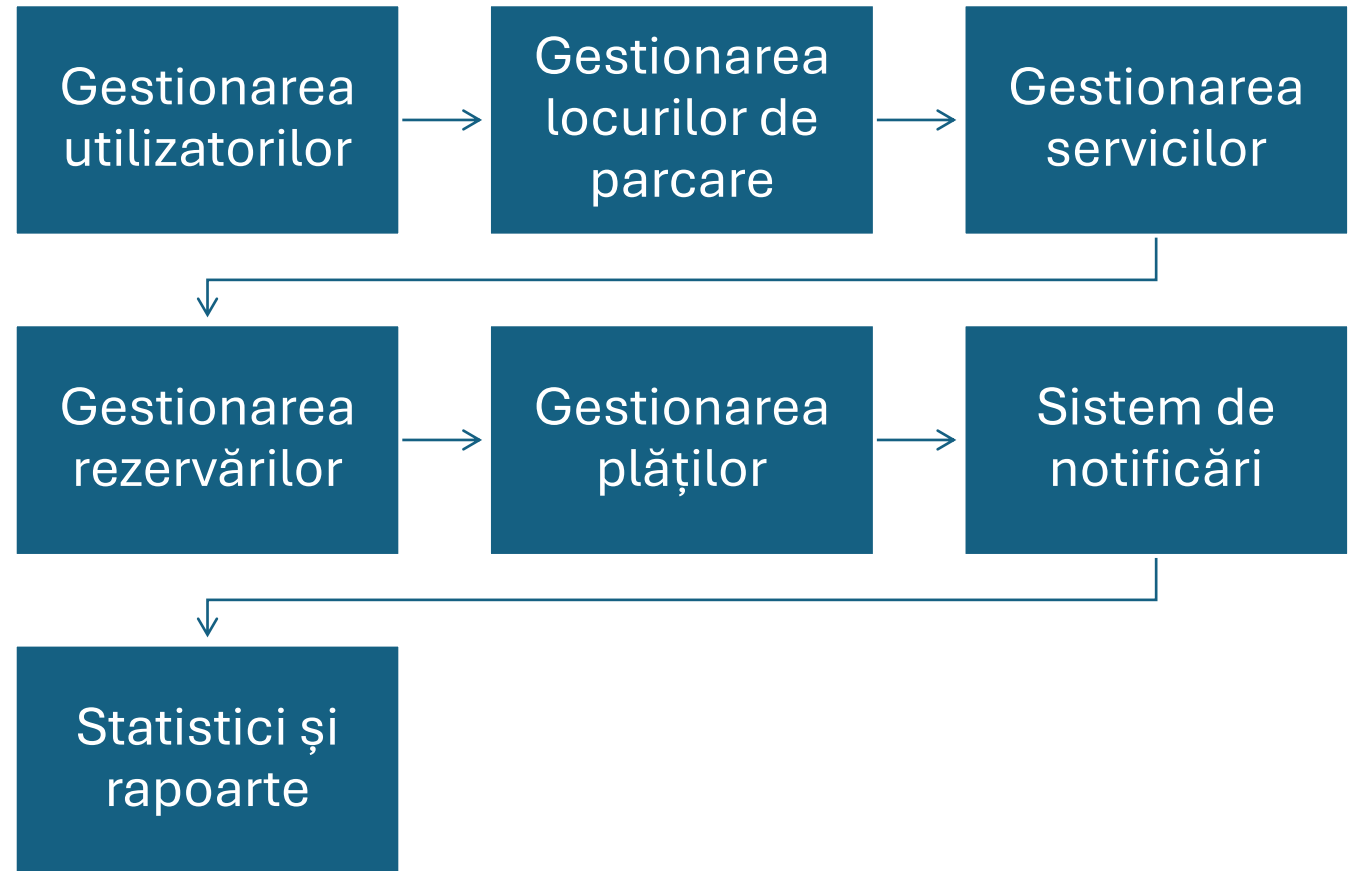 Gestionarea
utilizatorilor
Gestionarea
locurilor de
parcare
Gestionarea
servicilor
Gestionarea
rezervărilor
Gestionarea
plăților
Sistem de
notificări
Statistici și
rapoarte